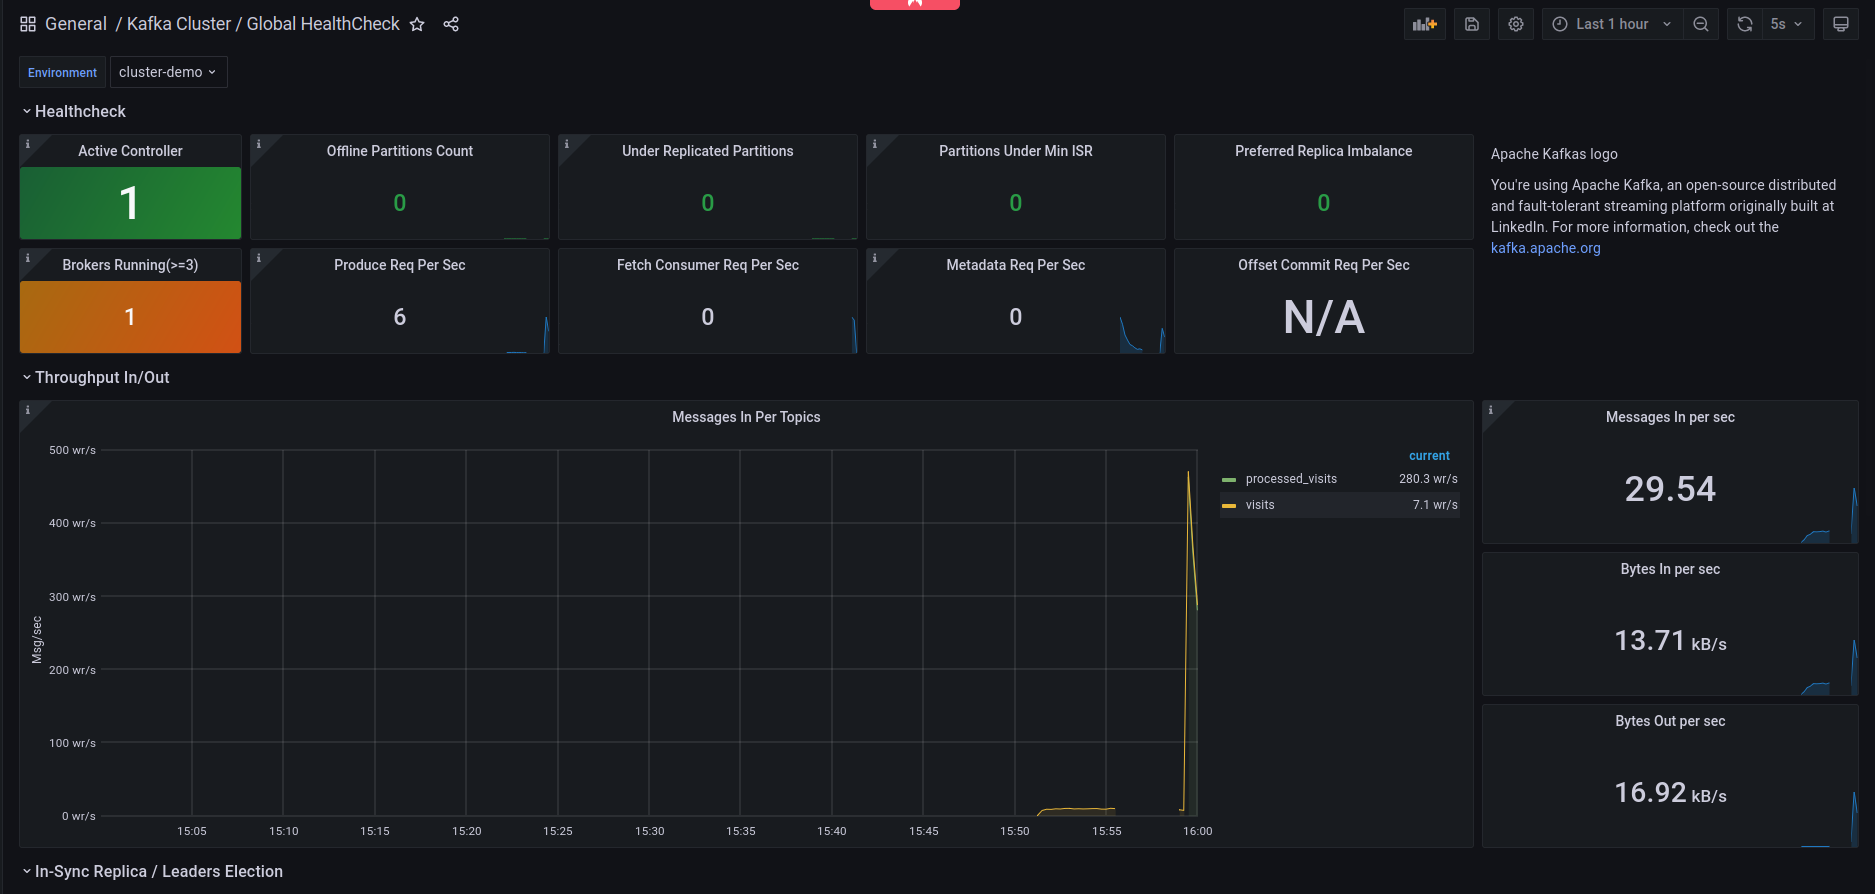 General / Kafka Cluster / Global HealthCheck
Last 1 hour
5s
Environment
cluster-demo
Healthcheck
Active Controller
1
Offline Partitions Count
0
Under Replicated Partitions
0
Partitions Under Min ISR
0
Preferred Replica Imbalance
0
Apache Kafkas logo
You're using Apache Kafka, an open-source distributed
and fault-tolerant streaming platform originally built at
LinkedIn. For more information, check out the
kafka.apache.org
Brokers Running(>=3)
1
Produce Req Per Sec
6
Fetch Consumer Req Per Sec
0
Metadata Req Per Sec
0
Offset Commit Req Per Sec
N/A
Throughput In/Out
Messages In Per Topics
500 wr/s
400 wr/s
300 wr/s
200 wr/s
100 wr/s
0 wr/s
Msg/sec
15:05 15:10 15:15 15:20 15:25 15:30 15:35 15:40 15:45 15:50 15:55 16:00
current
processed_visits 280.3 wr/s
visits 7.1 wr/s
Messages In per sec
29.54
Bytes In per sec
13.71 kB/s
Bytes Out per sec
16.92 kB/s
In-Sync Replica / Leaders Election